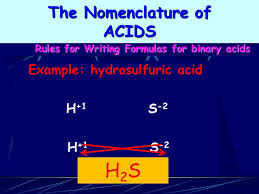 The Nomenclature of
ACIDS
Rules for Writing Formulas for binary acids
Example: hydrosulfuric acid
H+1 S-2
H+1 S-2
H2S